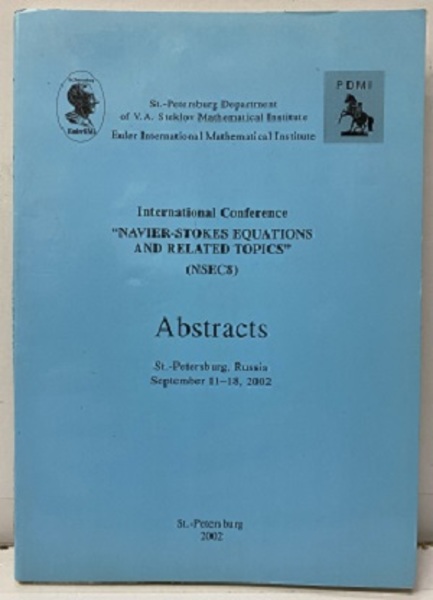 St.-Petersburg Department
of V.A. Steklov Mathematical Institute
Euler International Mathematical Institute
PDMI
International Conference
"NAVIER-STOKES EQUATIONS
AND RELATED TOPICS"
(NSEC8)
Abstracts
St.-Petersburg, Russia
September 11–18, 2002
St.-Petersburg
2002